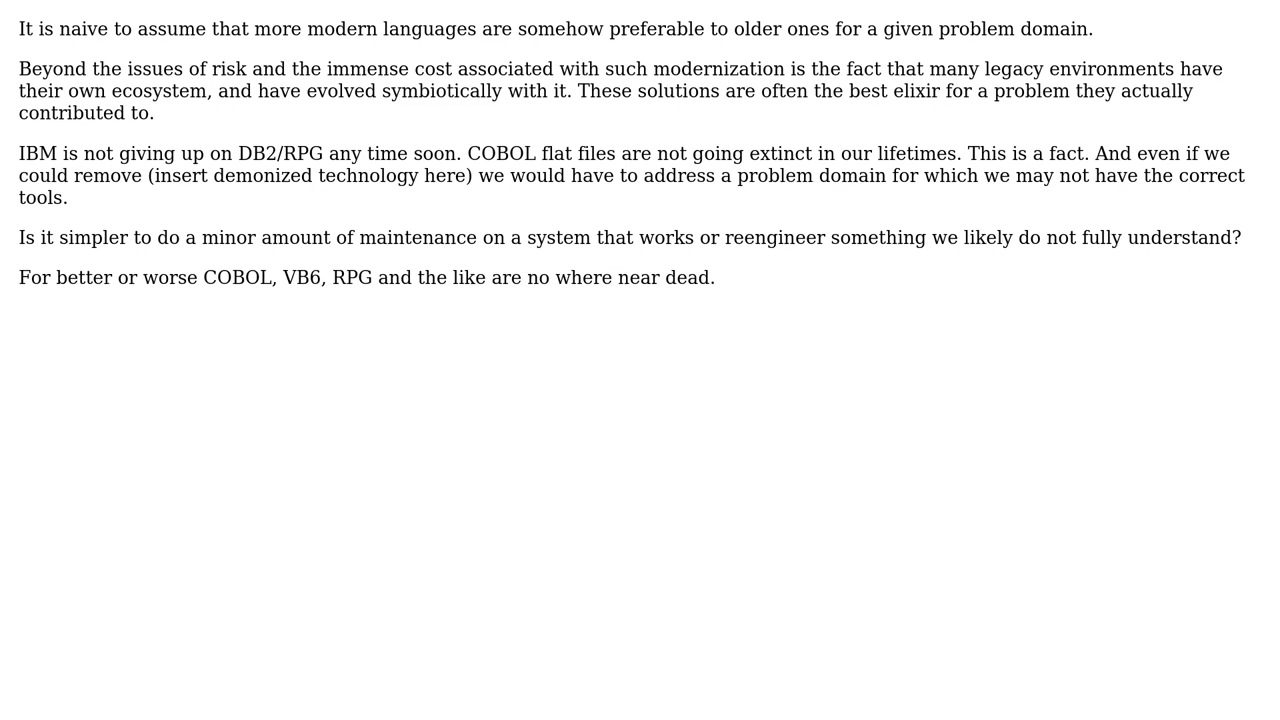 It is naive to assume that more modern languages are somehow preferable to older ones for a given problem domain.
Beyond the issues of risk and the immense cost associated with such modernization is the fact that many legacy environments have
their own ecosystem, and have evolved symbiotically with it. These solutions are often the best elixir for a problem they actually
contributed to.
IBM is not giving up on DB2/RPG any time soon. COBOL flat files are not going extinct in our lifetimes. This is a fact. And even if we
could remove (insert demonized technology here) we would have to address a problem domain for which we may not have the correct
tools.
Is it simpler to do a minor amount of maintenance on a system that works or reengineer something we likely do not fully understand?
For better or worse COBOL, VB6, RPG and the like are no where near dead.